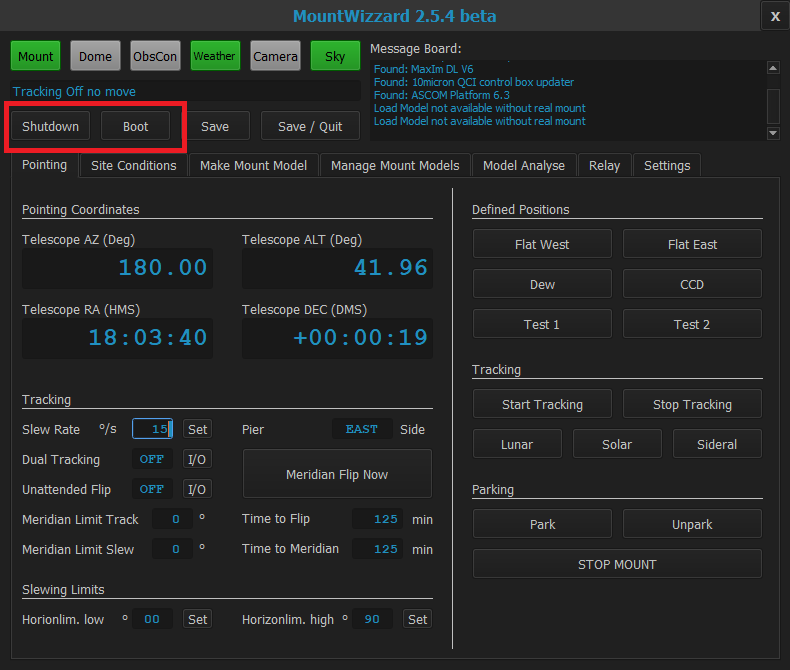 MountWizzard 2.5.4 beta
X
Mount Dome ObsCon Weather Camera Sky
Message Board:
Found: MaxIm DL V6
Found: 10micron QCI control box updater
Found: ASCOM Platform 6.3
Load Model not available without real mount
Load Model not available without real mount
Tracking Off no move
Shutdown Boot Save Save / Quit
Pointing Site Conditions Make Mount Model Manage Mount Models Model Analyse Relay Settings
Pointing Coordinates
Telescope AZ (Deg) Telescope ALT (Deg)
180.00 41.96
Telescope RA (HMS) Telescope DEC (DMS)
18:03:40 +00:00:19
Tracking
Slew Rate º/s 15 Set Pier EAST Side
Dual Tracking OFF I/O Meridian Flip Now
Unattended Flip OFF I/O
Meridian Limit Track 0 º Time to Flip 125 min
Meridian Limit Slew 0 º Time to Meridian 125 min
Slewing Limits
Horionlim. low º 00 Set Horizonlim. high º 90 Set
Defined Positions
Flat West Flat East
Dew CCD
Test 1 Test 2
Tracking
Start Tracking Stop Tracking
Lunar Solar Sideral
Parking
Park Unpark
STOP MOUNT